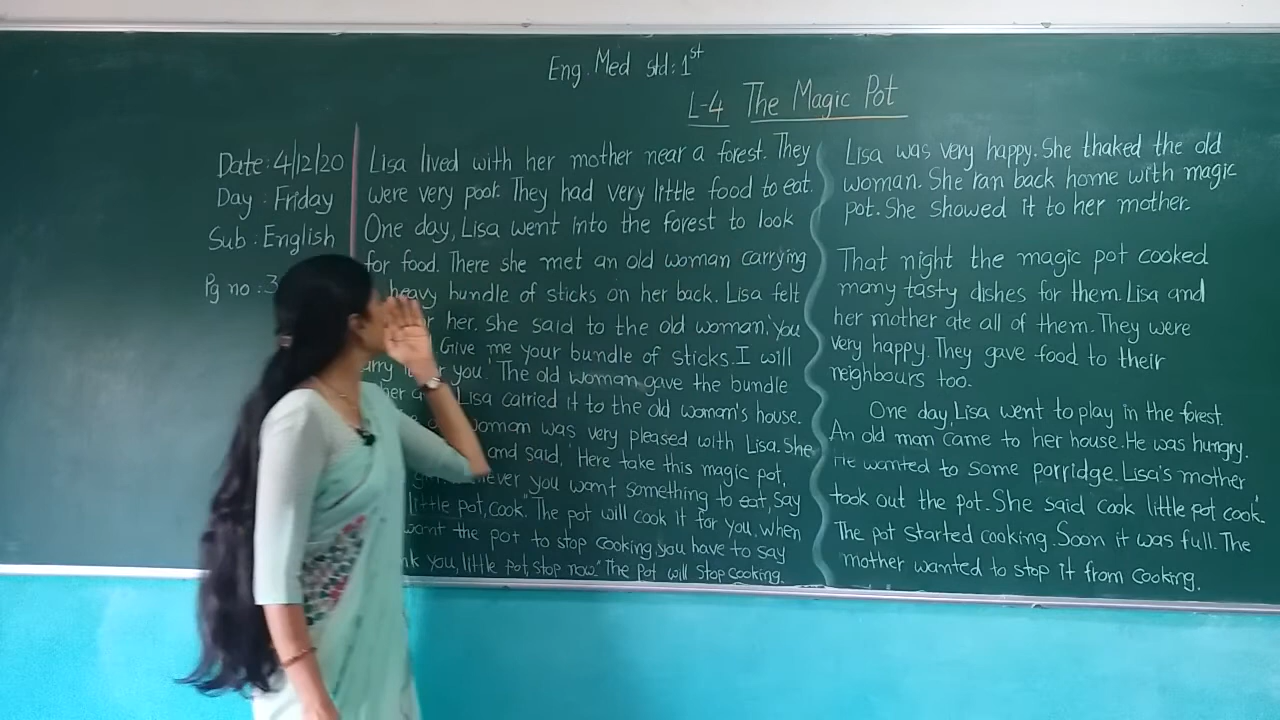 Eng. Med std: 1st
L-4 The Magic Pot
Date: 4/12/20
Day: Friday
Sub: English
Pg no: 3
Lisa lived with her mother near a forest. They
were very poor. They had very little food to eat.
One day, Lisa went into the forest to look
for food. There she met an old woman carrying
heavy bundle of sticks on her back. Lisa felt
her. She said to the old woman, 'You
Give me your bundle of sticks. I will
you.' The old woman gave the bundle
Lisa carried it to the old woman's house.
woman was very pleased with Lisa. She
and said, Here take this magic pot,
you want something to eat, say
little pot, cook." The pot will cook it for you, when
want the pot to stop cooking you have to say
you, little pot, stop now." The pot will stop cooking.
Lisa was very happy. She thaked the old
woman. She ran back home with magic
pot. She showed it to her mother.
That night the magic pot cooked
many tasty dishes for them. Lisa and
her mother ate all of them. They were
very happy. They gave food to their
neighbours too.
One day, Lisa went to play in the forest.
An old man came to her house. He was hungry.
He wanted to some porridge. Lisa's mother
took out the pot. She said cook little pot cook."
The pot started cooking. Soon it was full. The
mother wanted to stop it from cooking.